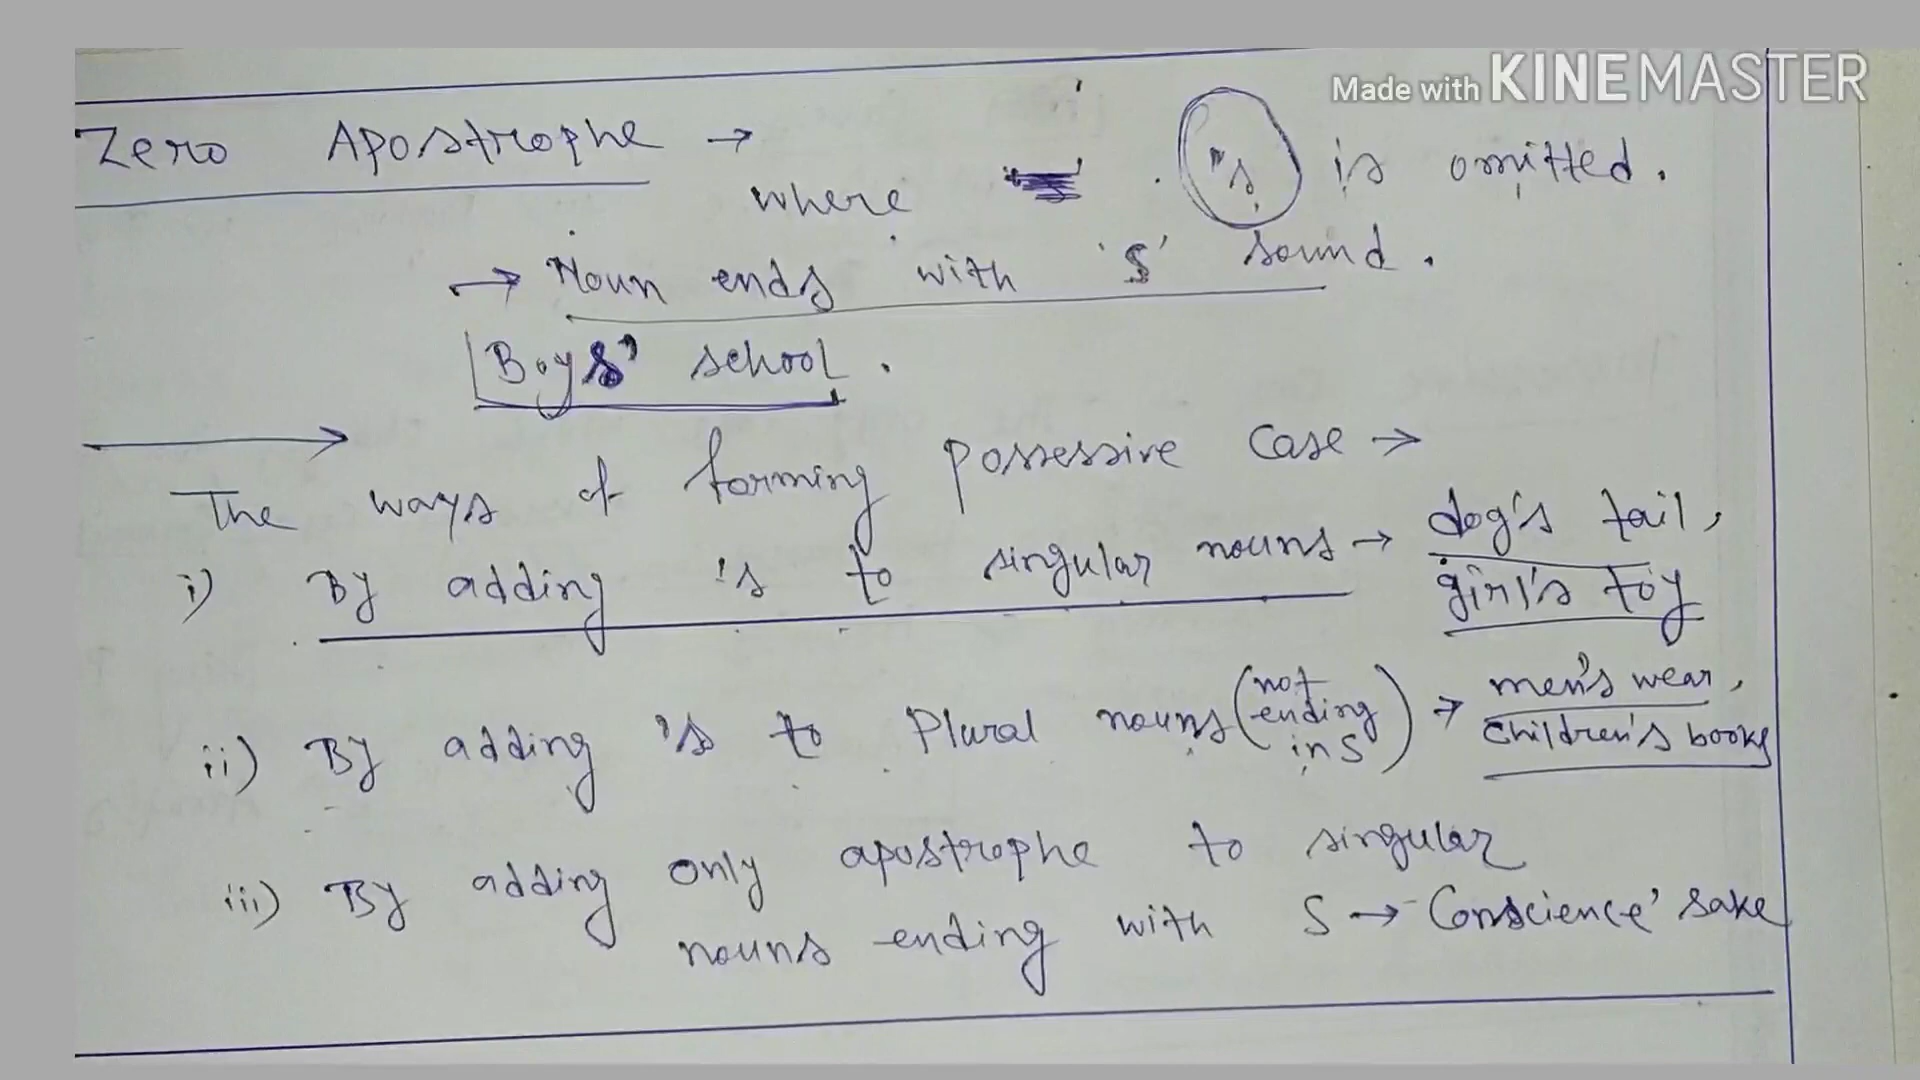 Made with KINEMASTER
Zero Apostrophe →
where 's is omitted.
→ Noun ends with 's' sound.
Boys' school.
→
The ways of forming possessive case →
i) By adding 's to singular nouns → dog's tail,
girl's toy
ii) By adding 's to Plural nouns (not ending in S) → men's wear,
children's books
iii) By adding only apostrophe to singular
nouns ending with S → Conscience' sake